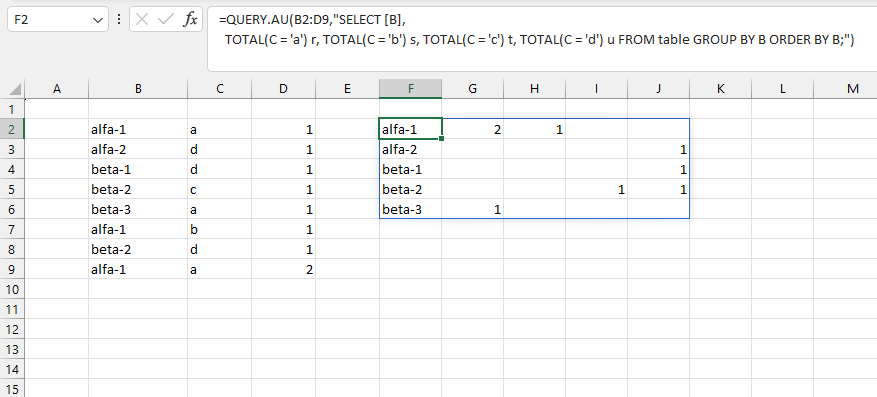 F2 fx =QUERY.AU(B2:D9,"SELECT [B],
TOTAL(C = 'a') r, TOTAL(C = 'b') s, TOTAL(C = 'c') t, TOTAL(C = 'd') u FROM table GROUP BY B ORDER BY B;")
A B C D E F G H I J K L M
1
2 alfa-1 a 1 alfa-1 2 1
3 alfa-2 d 1 alfa-2 1
4 beta-1 d 1 beta-1 1
5 beta-2 c 1 beta-2 1 1
6 beta-3 a 1 beta-3 1
7 alfa-1 b 1
8 beta-2 d 1
9 alfa-1 a 2
10
11
12
13
14
15